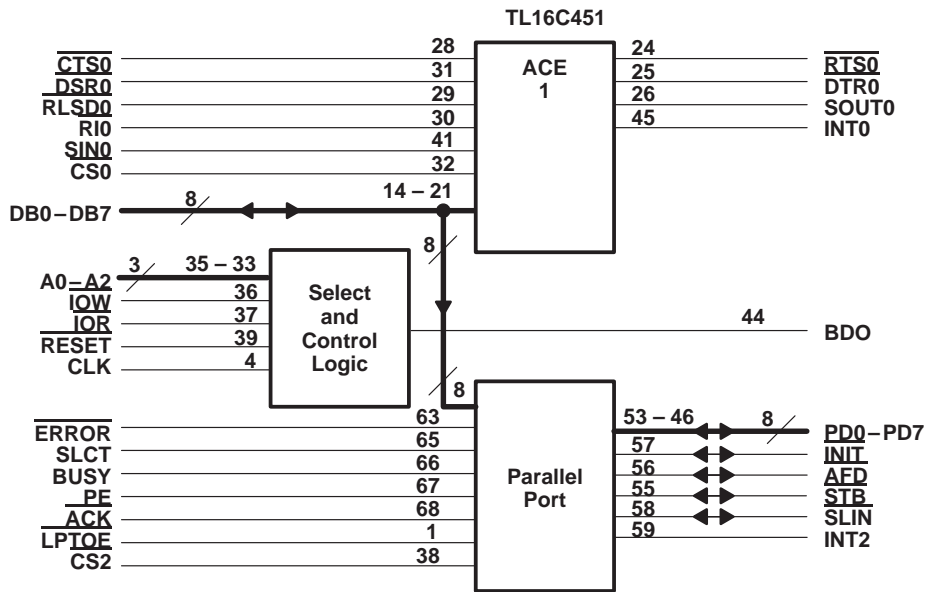 TL16C451
CTS0 28
DSR0 31
RLSD0 29
RI0 30
SIN0 41
CS0 32
ACE
1
24 RTS0
25 DTR0
26 SOUT0
45 INT0
DB0–DB7 8 14 – 21
8
A0–A2 3 35 – 33
IOW 36
IOR 37
RESET 39
CLK 4
Select
and
Control
Logic
44 BDO
8
ERROR 63
SLCT 65
BUSY 66
PE 67
ACK 68
LPTOE 1
CS2 38
Parallel
Port
53 – 46 8 PD0–PD7
57 INIT
56 AFD
55 STB
58 SLIN
59 INT2